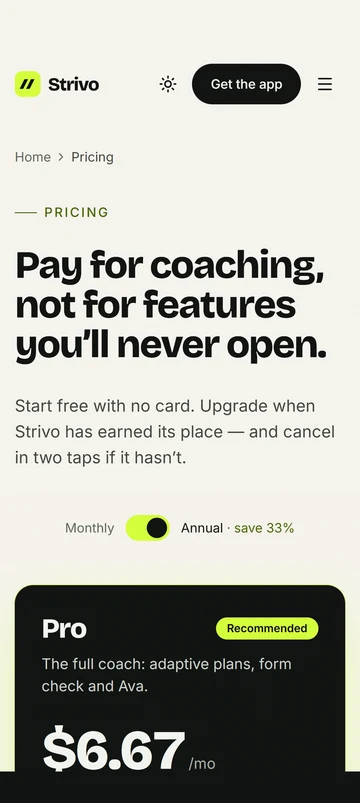 Strivo
Get the app
Home > Pricing
PRICING
Pay for coaching,
not for features
you’ll never open.
Start free with no card. Upgrade when
Strivo has earned its place — and cancel
in two taps if it hasn’t.
Monthly Annual · save 33%
Pro Recommended
The full coach: adaptive plans, form
check and Ava.
$6.67 /mo